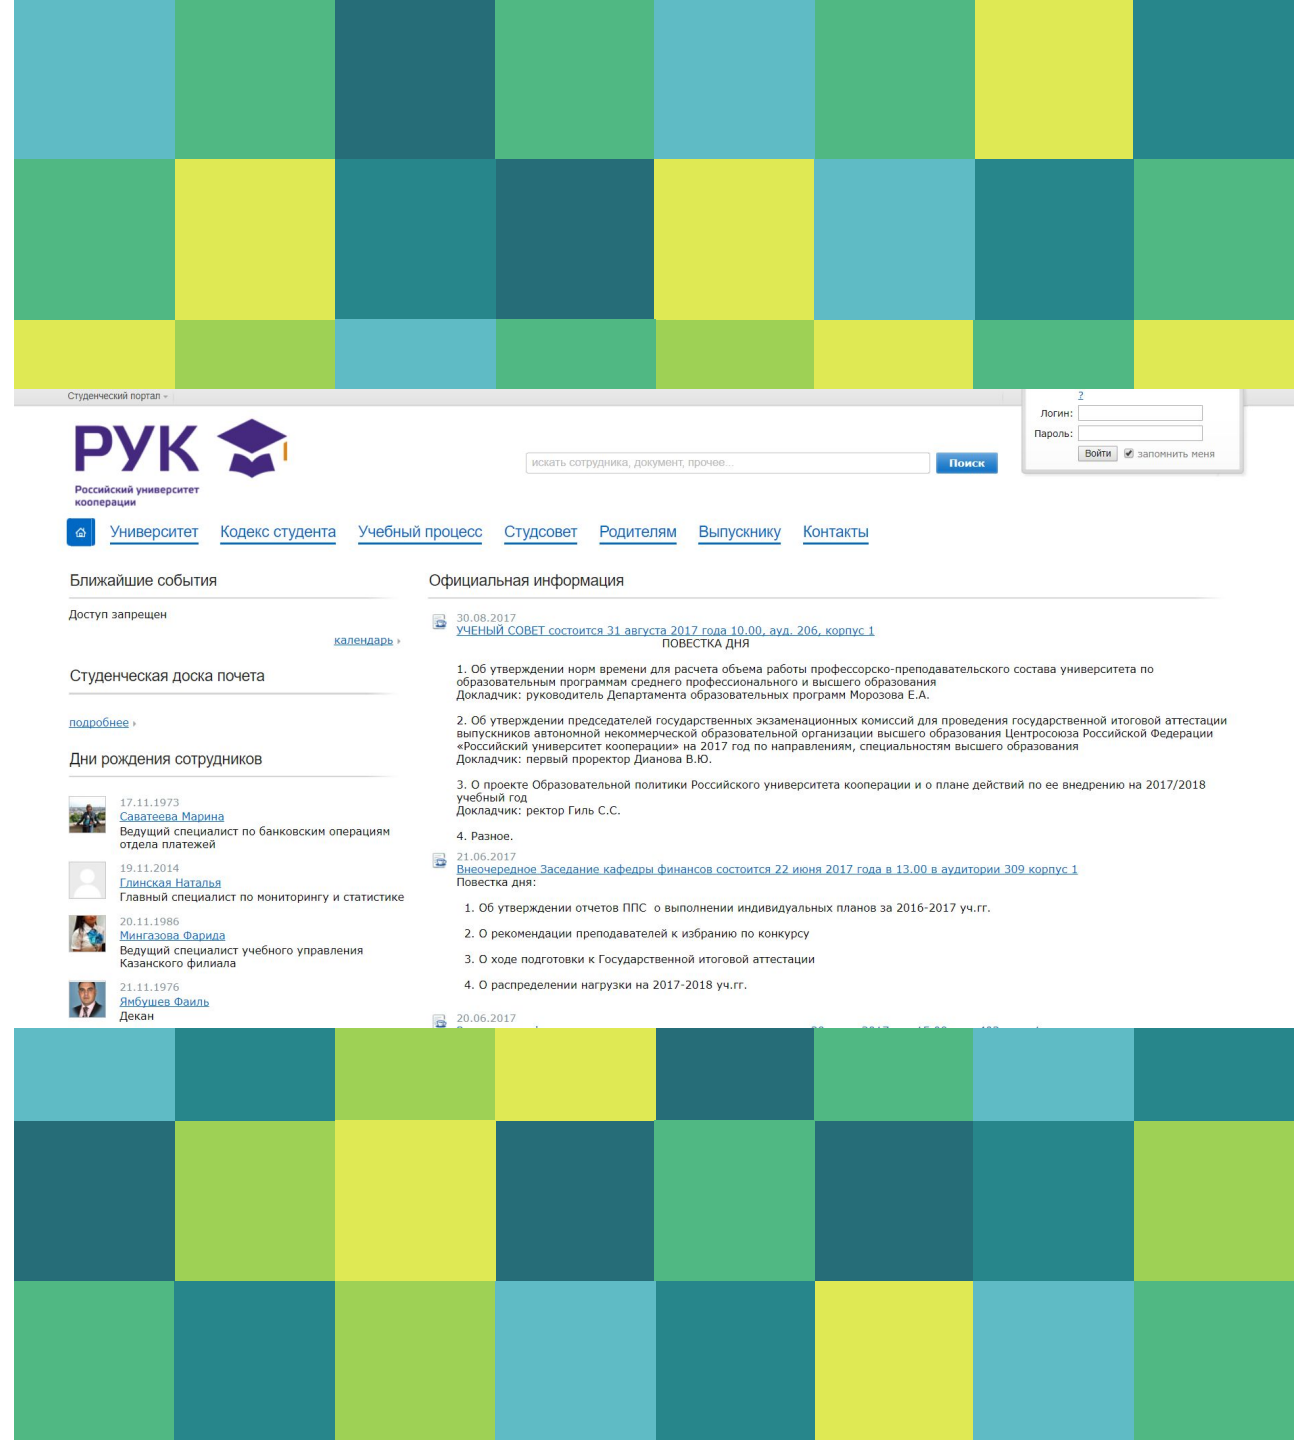 Студенческий портал
?
Логин:
Пароль:
Войти запомнить меня
РУК
Российский университет
кооперации
искать сотрудника, документ, прочее...
Поиск
Университет Кодекс студента Учебный процесс Студсовет Родителям Выпускнику Контакты
Ближайшие события
Доступ запрещен
календарь
Студенческая доска почета
подробнее
Дни рождения сотрудников
17.11.1973
Саватеева Марина
Ведущий специалист по банковским операциям
отдела платежей
19.11.2014
Глинская Наталья
Главный специалист по мониторингу и статистике
20.11.1986
Мингазова Фарида
Ведущий специалист учебного управления
Казанского филиала
21.11.1976
Ямбушев Фаиль
Декан
Официальная информация
30.08.2017
УЧЕНЫЙ СОВЕТ состоится 31 августа 2017 года 10.00, ауд. 206, корпус 1
ПОВЕСТКА ДНЯ
1. Об утверждении норм времени для расчета объема работы профессорско-преподавательского состава университета по
образовательным программам среднего профессионального и высшего образования
Докладчик: руководитель Департамента образовательных программ Морозова Е.А.
2. Об утверждении председателей государственных экзаменационных комиссий для проведения государственной итоговой аттестации
выпускников автономной некоммерческой образовательной организации высшего образования Центросоюза Российской Федерации
«Российский университет кооперации» на 2017 год по направлениям, специальностям высшего образования
Докладчик: первый проректор Дианова В.Ю.
3. О проекте Образовательной политики Российского университета кооперации и о плане действий по ее внедрению на 2017/2018
учебный год
Докладчик: ректор Гиль С.С.
4. Разное.
21.06.2017
Внеочередное Заседание кафедры финансов состоится 22 июня 2017 года в 13.00 в аудитории 309 корпус 1
Повестка дня:
1. Об утверждении отчетов ППС о выполнении индивидуальных планов за 2016-2017 уч.гг.
2. О рекомендации преподавателей к избранию по конкурсу
3. О ходе подготовки к Государственной итоговой аттестации
4. О распределении нагрузки на 2017-2018 уч.гг.
20.06.2017